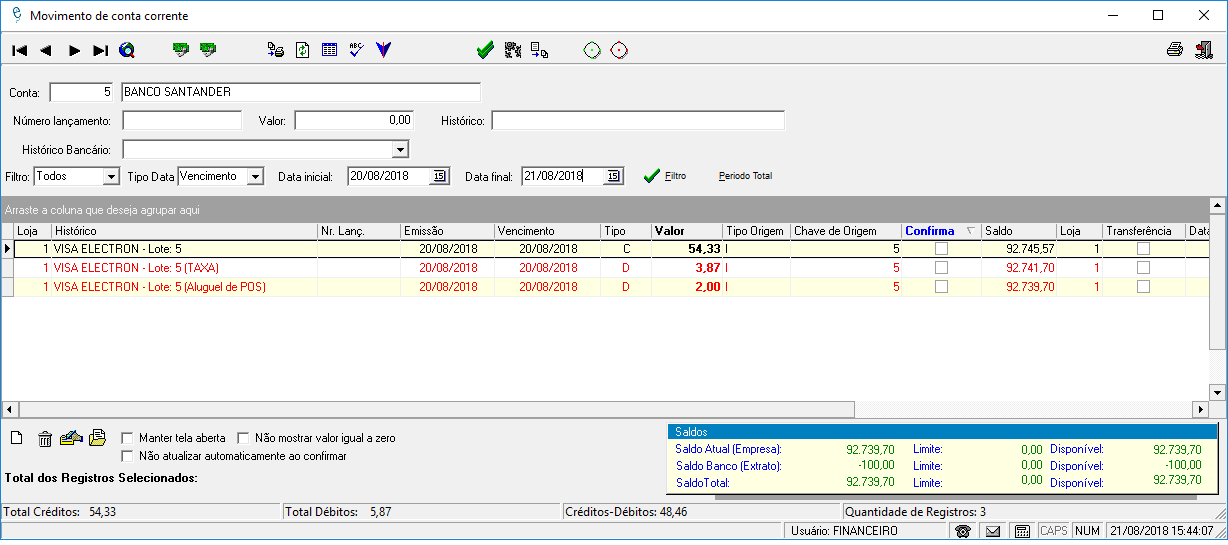 Movimento de conta corrente
ABC
Conta: 5 BANCO SANTANDER
Número lançamento: Valor: 0,00 Histórico:
Histórico Bancário:
Filtro: Todos Tipo Data Vencimento Data inicial: 20/08/2018 15 Data final: 21/08/2018 15 Filtro Periodo Total
Arraste a coluna que deseja agrupar aqui
Loja Histórico Nr. Lanç. Emissão Vencimento Tipo Valor Tipo Origem Chave de Origem Confirma Saldo Loja Transferência Data
1 VISA ELECTRON - Lote: 5 20/08/2018 20/08/2018 C 54,33 I 5 92.745,57 1
1 VISA ELECTRON - Lote: 5 (TAXA) 20/08/2018 20/08/2018 D 3,87 I 5 92.741,70 1
1 VISA ELECTRON - Lote: 5 (Aluguel de POS) 20/08/2018 20/08/2018 D 2,00 I 5 92.739,70 1
Manter tela aberta Não mostrar valor igual a zero
Não atualizar automaticamente ao confirmar
Total dos Registros Selecionados:
Saldos
Saldo Atual (Empresa): 92.739,70 Limite: 0,00 Disponível: 92.739,70
Saldo Banco (Extrato): -100,00 Limite: 0,00 Disponível: -100,00
SaldoTotal: 92.739,70 Limite: 0,00 Disponível: 92.739,70
Total Créditos: 54,33 Total Débitos: 5,87 Créditos-Débitos: 48,46 Quantidade de Registros: 3
Usuário: FINANCEIRO CAPS NUM 21/08/2018 15:44:07